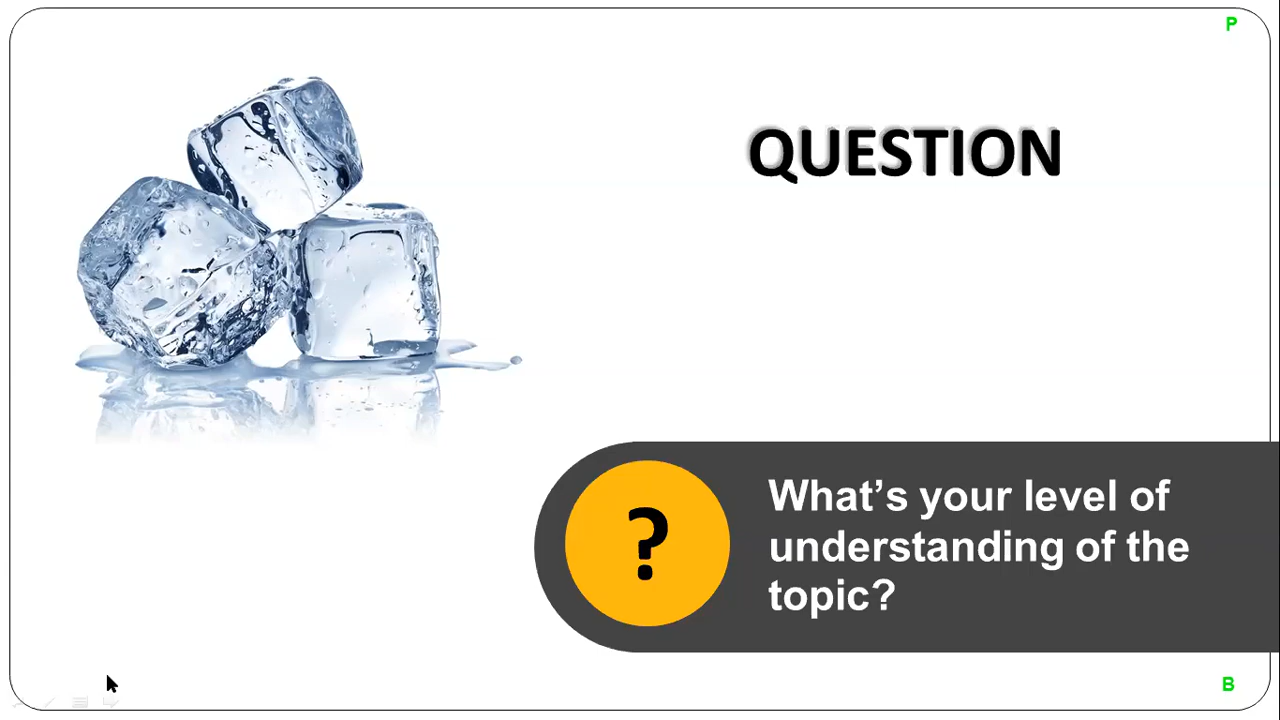 P
QUESTION
?
What's your level of
understanding of the
topic?
B